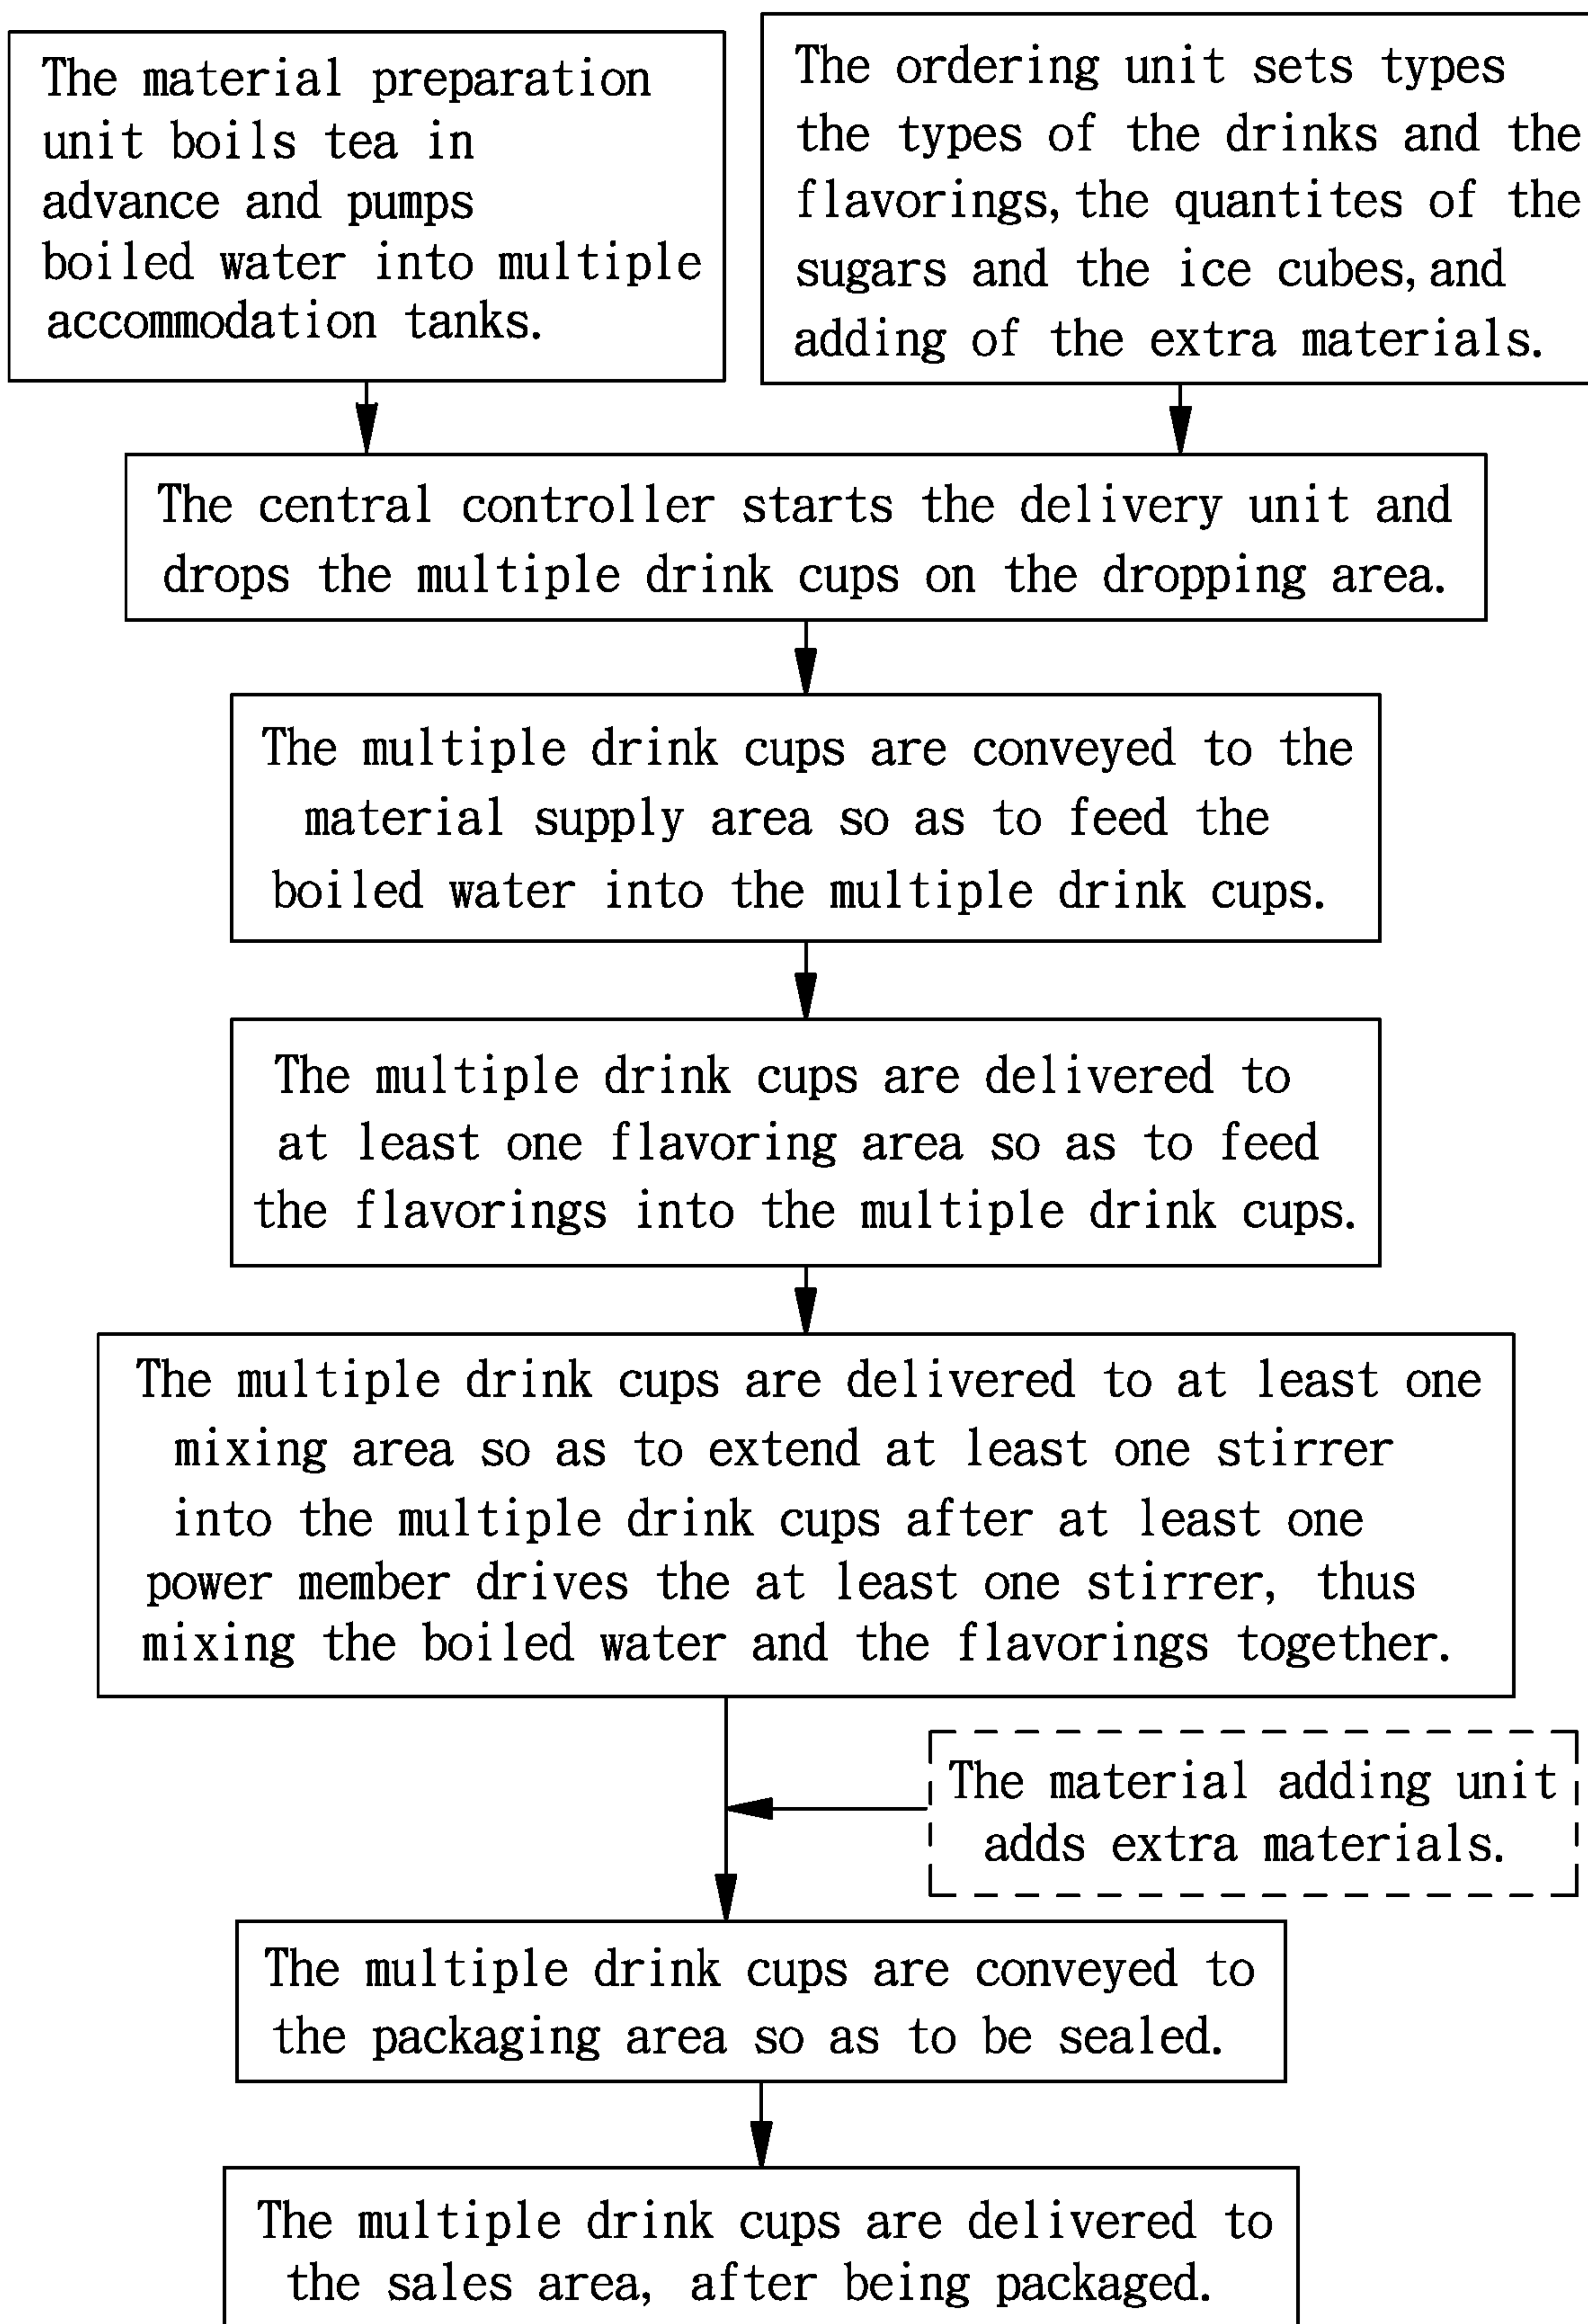 The material preparation
unit boils tea in
advance and pumps
boiled water into multiple
accommodation tanks.
The ordering unit sets types
the types of the drinks and the
flavorings, the quantites of the
sugars and the ice cubes, and
adding of the extra materials.
The central controller starts the delivery unit and
drops the multiple drink cups on the dropping area.
The multiple drink cups are conveyed to the
material supply area so as to feed the
boiled water into the multiple drink cups.
The multiple drink cups are delivered to
at least one flavoring area so as to feed
the flavorings into the multiple drink cups.
The multiple drink cups are delivered to at least one
mixing area so as to extend at least one stirrer
into the multiple drink cups after at least one
power member drives the at least one stirrer, thus
mixing the boiled water and the flavorings together.
The material adding unit
adds extra materials.
The multiple drink cups are conveyed to
the packaging area so as to be sealed.
The multiple drink cups are delivered to
the sales area, after being packaged.